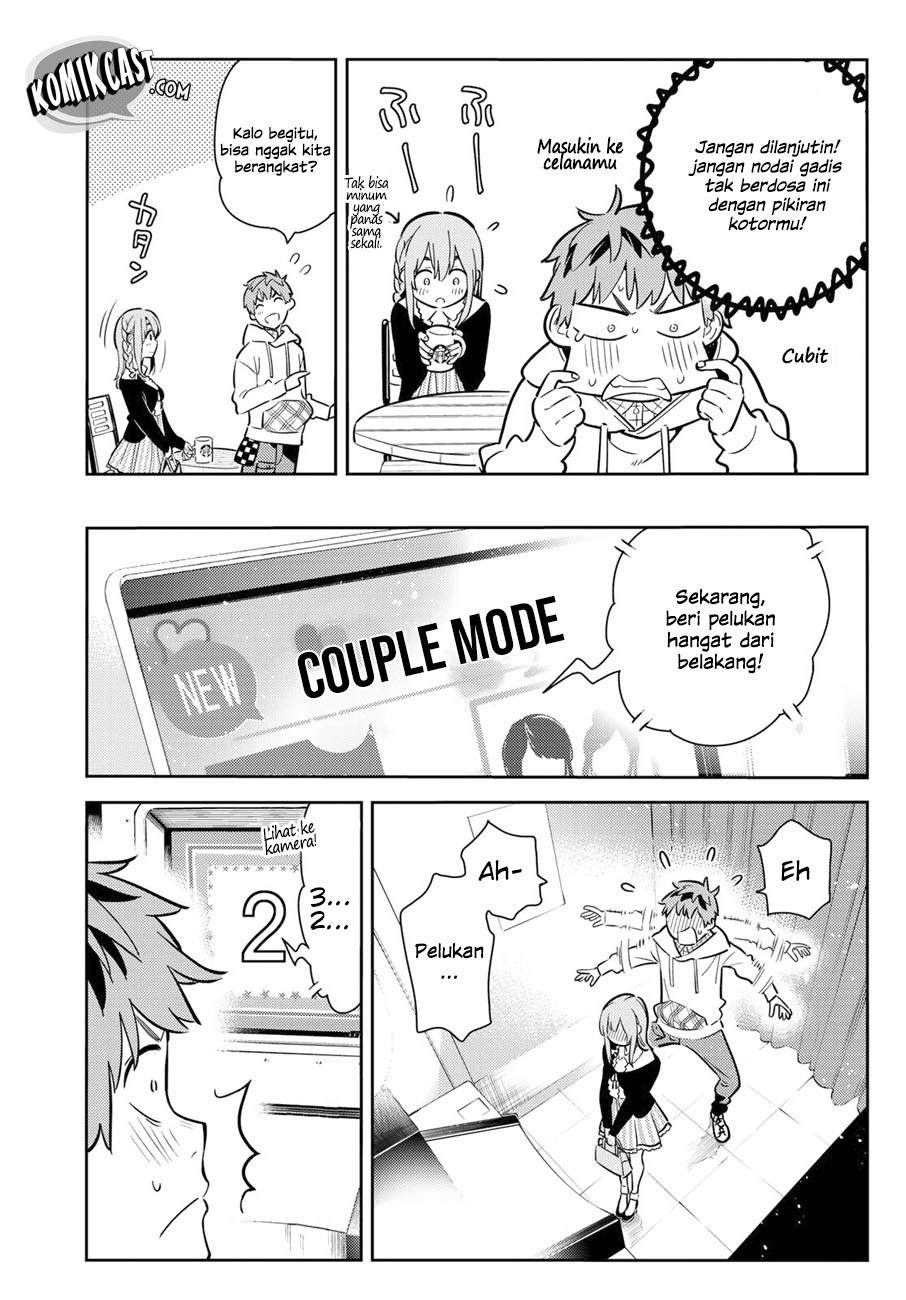 KOMIKCAST
.COM
Jangan dilanjutin!
jangan nodai gadis
tak berdosa ini
dengan pikiran
kotormu!
Masukin ke
celanamu
Cubit
ふーふー
Tak bisa
minum
yang
panas
sama
sekali.
Kalo begitu,
bisa nggak kita
berangkat?
カタン
Sekarang,
beri pelukan
hangat dari
belakang!
COUPLE MODE
NEW
Eh
Ah-
Pelukan
...
Lihat ke
kamera!
3...
2...
2